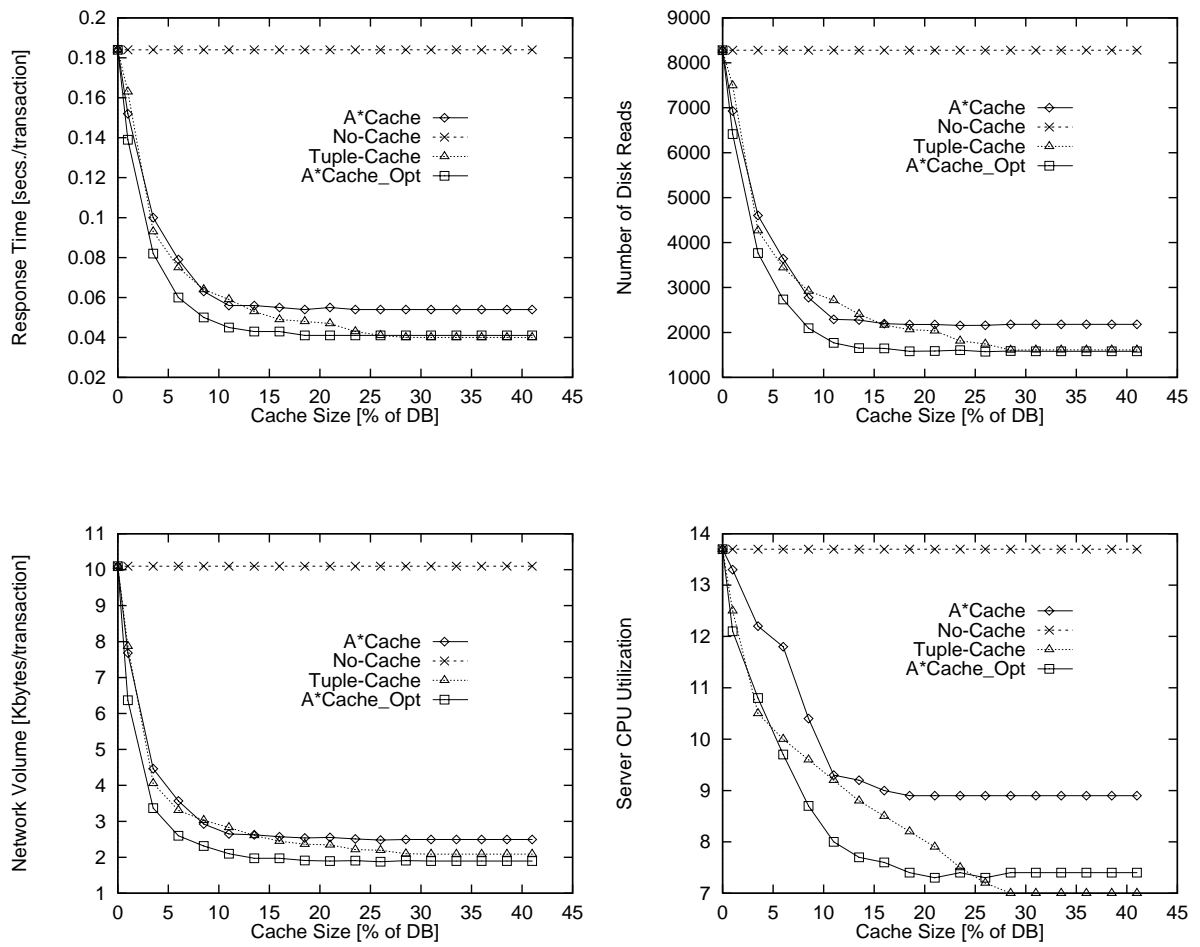 0.2
0.18
0.16
0.14
0.12
0.1
0.08
0.06
0.04
0.02
0 5 10 15 20 25 30 35 40 45
Response Time [secs./transaction]
Cache Size [% of DB]
A*Cache
No-Cache
Tuple-Cache
A*Cache_Opt
9000
8000
7000
6000
5000
4000
3000
2000
1000
0 5 10 15 20 25 30 35 40 45
Number of Disk Reads
Cache Size [% of DB]
A*Cache
No-Cache
Tuple-Cache
A*Cache_Opt
11
10
9
8
7
6
5
4
3
2
1
0 5 10 15 20 25 30 35 40 45
Network Volume [Kbytes/transaction]
Cache Size [% of DB]
A*Cache
No-Cache
Tuple-Cache
A*Cache_Opt
14
13
12
11
10
9
8
7
0 5 10 15 20 25 30 35 40 45
Server CPU Utilization
Cache Size [% of DB]
A*Cache
No-Cache
Tuple-Cache
A*Cache_Opt